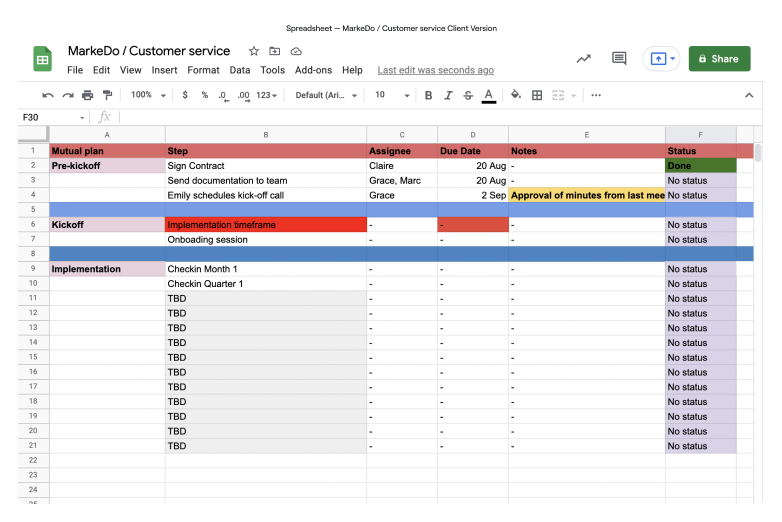 Spreadsheet — MarkeDo / Customer service Client Version
MarkeDo / Customer service
File Edit View Insert Format Data Tools Add-ons Help Last edit was seconds ago
Share
100% $ % .0 .00 123 Default (Ari... 10 B I S A ...
F30 fx
A B C D E F
1 Mutual plan Step Assignee Due Date Notes Status
2 Pre-kickoff Sign Contract Claire 20 Aug - Done
3 Send documentation to team Grace, Marc 20 Aug - No status
4 Emily schedules kick-off call Grace 2 Sep Approval of minutes from last mee No status
5
6 Kickoff Implementation timeframe - - - No status
7 Onboading session - - - No status
8
9 Implementation Checkin Month 1 - - - No status
10 Checkin Quarter 1 - - - No status
11 TBD - - - No status
12 TBD - - - No status
13 TBD - - - No status
14 TBD - - - No status
15 TBD - - - No status
16 TBD - - - No status
17 TBD - - - No status
18 TBD - - - No status
19 TBD - - - No status
20 TBD - - - No status
21 TBD - - - No status
22
23
24